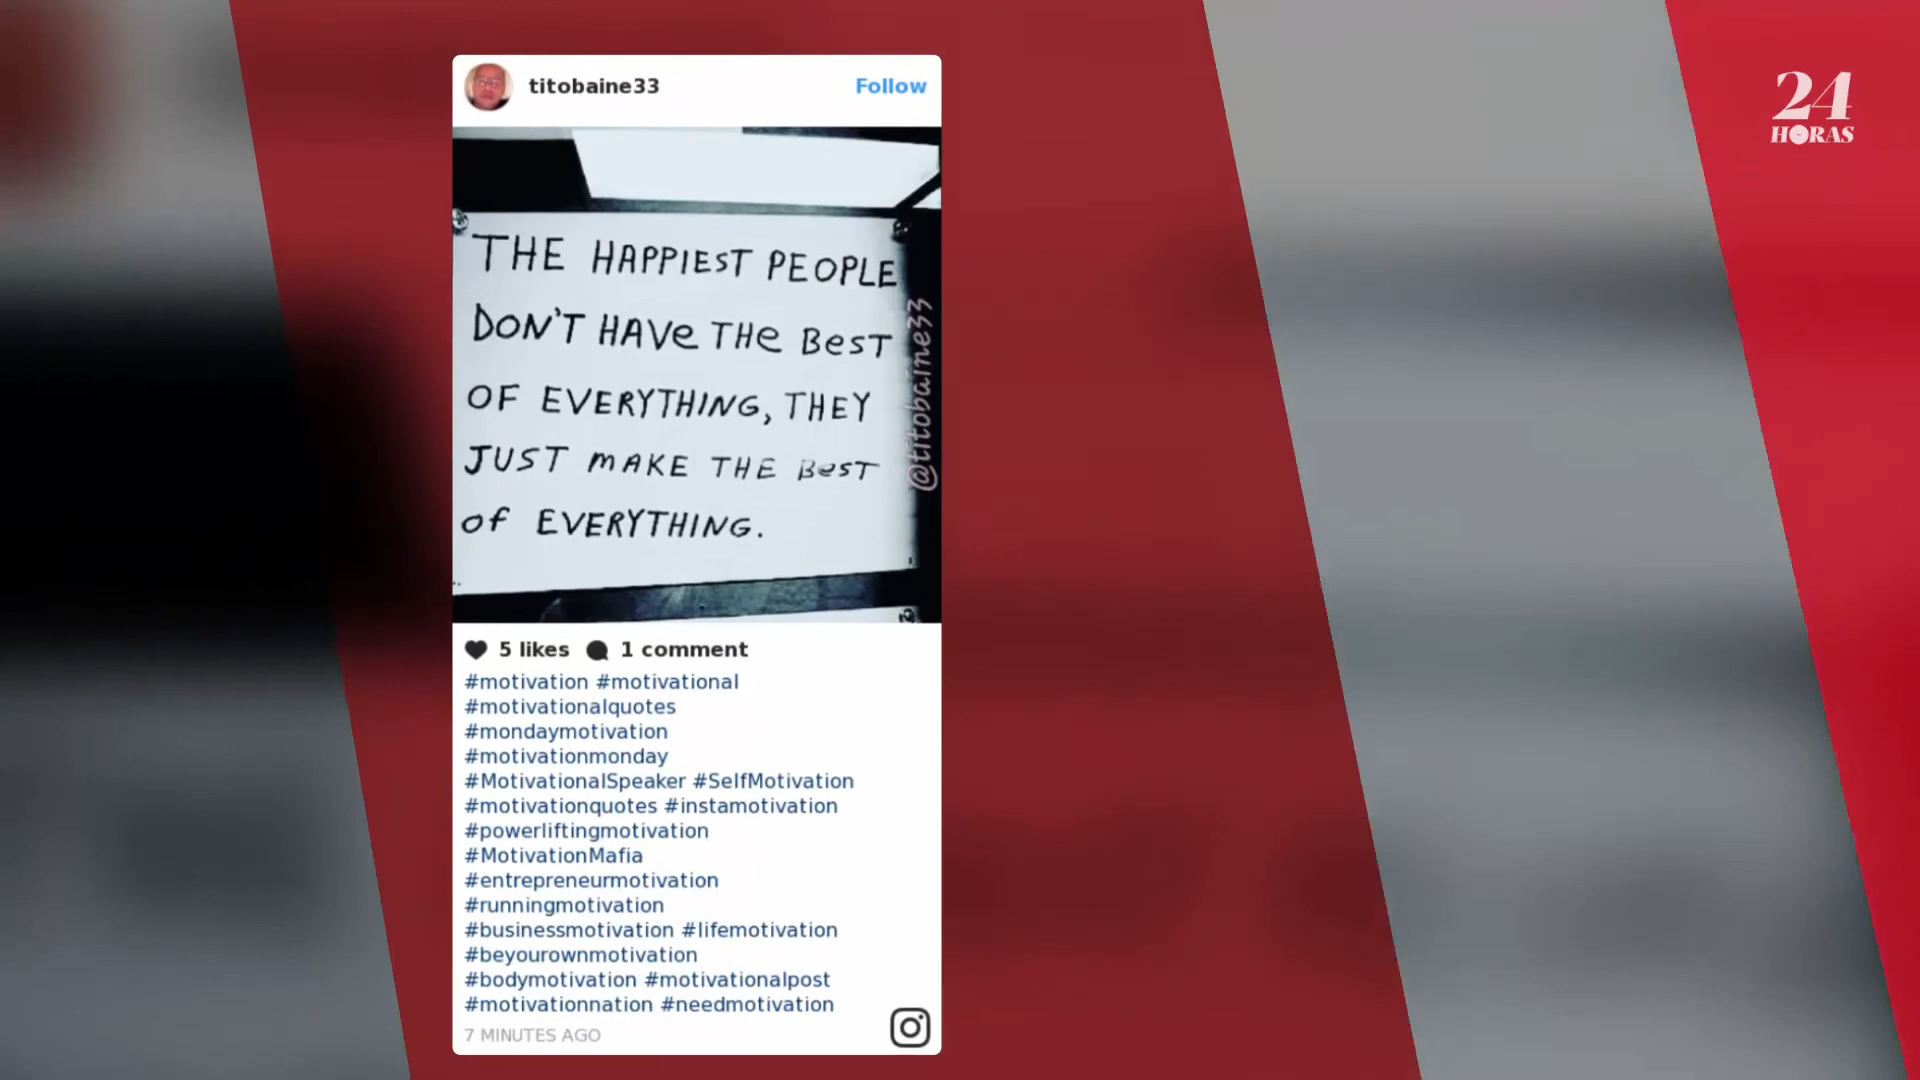 titobaine33
Follow
24
HORAS
THE HAPPIEST PEOPLE
DON'T HAVe THe BesT
OF EVERYTHING, THEY
JUST mAKE THE BesT
of EVERYTHING.
@titobaine33
5 likes 1 comment
#motivation #motivational
#motivationalquotes
#mondaymotivation
#motivationmonday
#MotivationalSpeaker #SelfMotivation
#motivationquotes #instamotivation
#powerliftingmotivation
#MotivationMafia
#entrepreneurmotivation
#runningmotivation
#businessmotivation #lifemotivation
#beyourownmotivation
#bodymotivation #motivationalpost
#motivationnation #needmotivation
7 MINUTES AGO